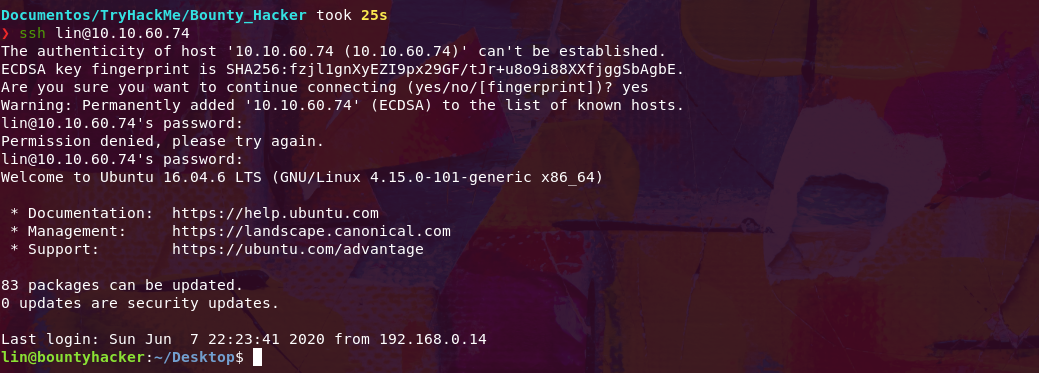 Documentos/TryHackMe/Bounty_Hacker took 25s
❯ ssh lin@10.10.60.74
The authenticity of host '10.10.60.74 (10.10.60.74)' can't be established.
ECDSA key fingerprint is SHA256:fzjl1gnXyEZI9px29GF/tJr+u8o9i88XXfjggSbAgbE.
Are you sure you want to continue connecting (yes/no/[fingerprint])? yes
Warning: Permanently added '10.10.60.74' (ECDSA) to the list of known hosts.
lin@10.10.60.74's password:
Permission denied, please try again.
lin@10.10.60.74's password:
Welcome to Ubuntu 16.04.6 LTS (GNU/Linux 4.15.0-101-generic x86_64)
* Documentation:  https://help.ubuntu.com
* Management:     https://landscape.canonical.com
* Support:        https://ubuntu.com/advantage
83 packages can be updated.
0 updates are security updates.
Last login: Sun Jun  7 22:23:41 2020 from 192.168.0.14
lin@bountyhacker:~/Desktop$